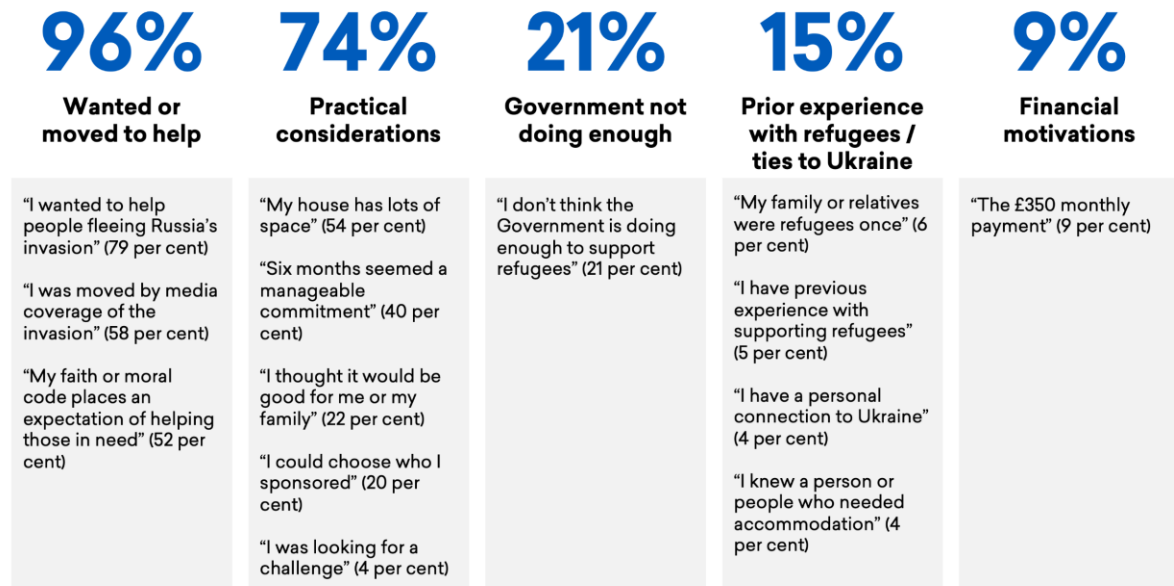 96%
Wanted or
moved to help
“I wanted to help
people fleeing Russia’s
invasion” (79 per cent)
“I was moved by media
coverage of the
invasion” (58 per cent)
“My faith or moral
code places an
expectation of helping
those in need” (52 per
cent)
74%
Practical
considerations
“My house has lots of
space” (54 per cent)
“Six months seemed a
manageable
commitment” (40 per
cent)
“I thought it would be
good for me or my
family” (22 per cent)
“I could choose who I
sponsored” (20 per
cent)
“I was looking for a
challenge” (4 per cent)
21%
Government not
doing enough
“I don’t think the
Government is doing
enough to support
refugees” (21 per cent)
15%
Prior experience
with refugees /
ties to Ukraine
“My family or relatives
were refugees once” (6
per cent)
“I have previous
experience with
supporting refugees”
(5 per cent)
“I have a personal
connection to Ukraine”
(4 per cent)
“I knew a person or
people who needed
accommodation” (4
per cent)
9%
Financial
motivations
“The £350 monthly
payment” (9 per cent)